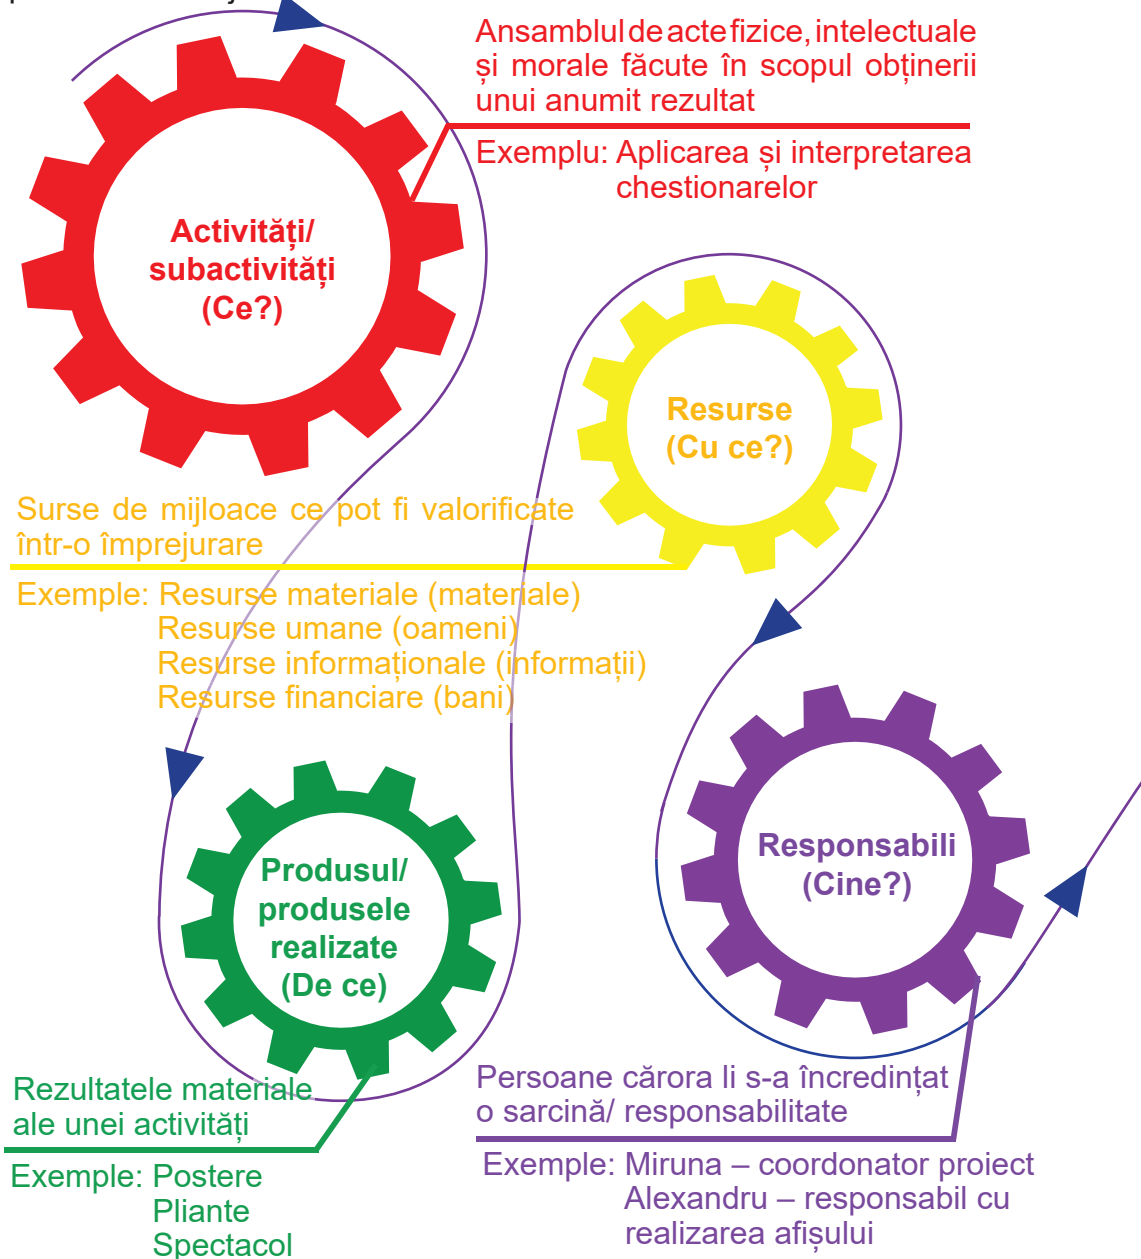 Ansamblul de acte fizice, intelectuale
și morale făcute în scopul obținerii
unui anumit rezultat
Exemplu: Aplicarea și interpretarea
chestionarelor
Activități/
subactivități
(Ce?)
Resurse
(Cu ce?)
Surse de mijloace ce pot fi valorificate
într-o împrejurare
Exemple: Resurse materiale (materiale)
Resurse umane (oameni)
Resurse informaționale (informații)
Resurse financiare (bani)
Produsul/
produsele
realizate
(De ce)
Responsabili
(Cine?)
Rezultatele materiale
ale unei activități
Exemple: Postere
Pliante
Spectacol
Persoane cărora li s-a încredințat
o sarcină/ responsabilitate
Exemple: Miruna – coordonator proiect
Alexandru – responsabil cu
realizarea afișului